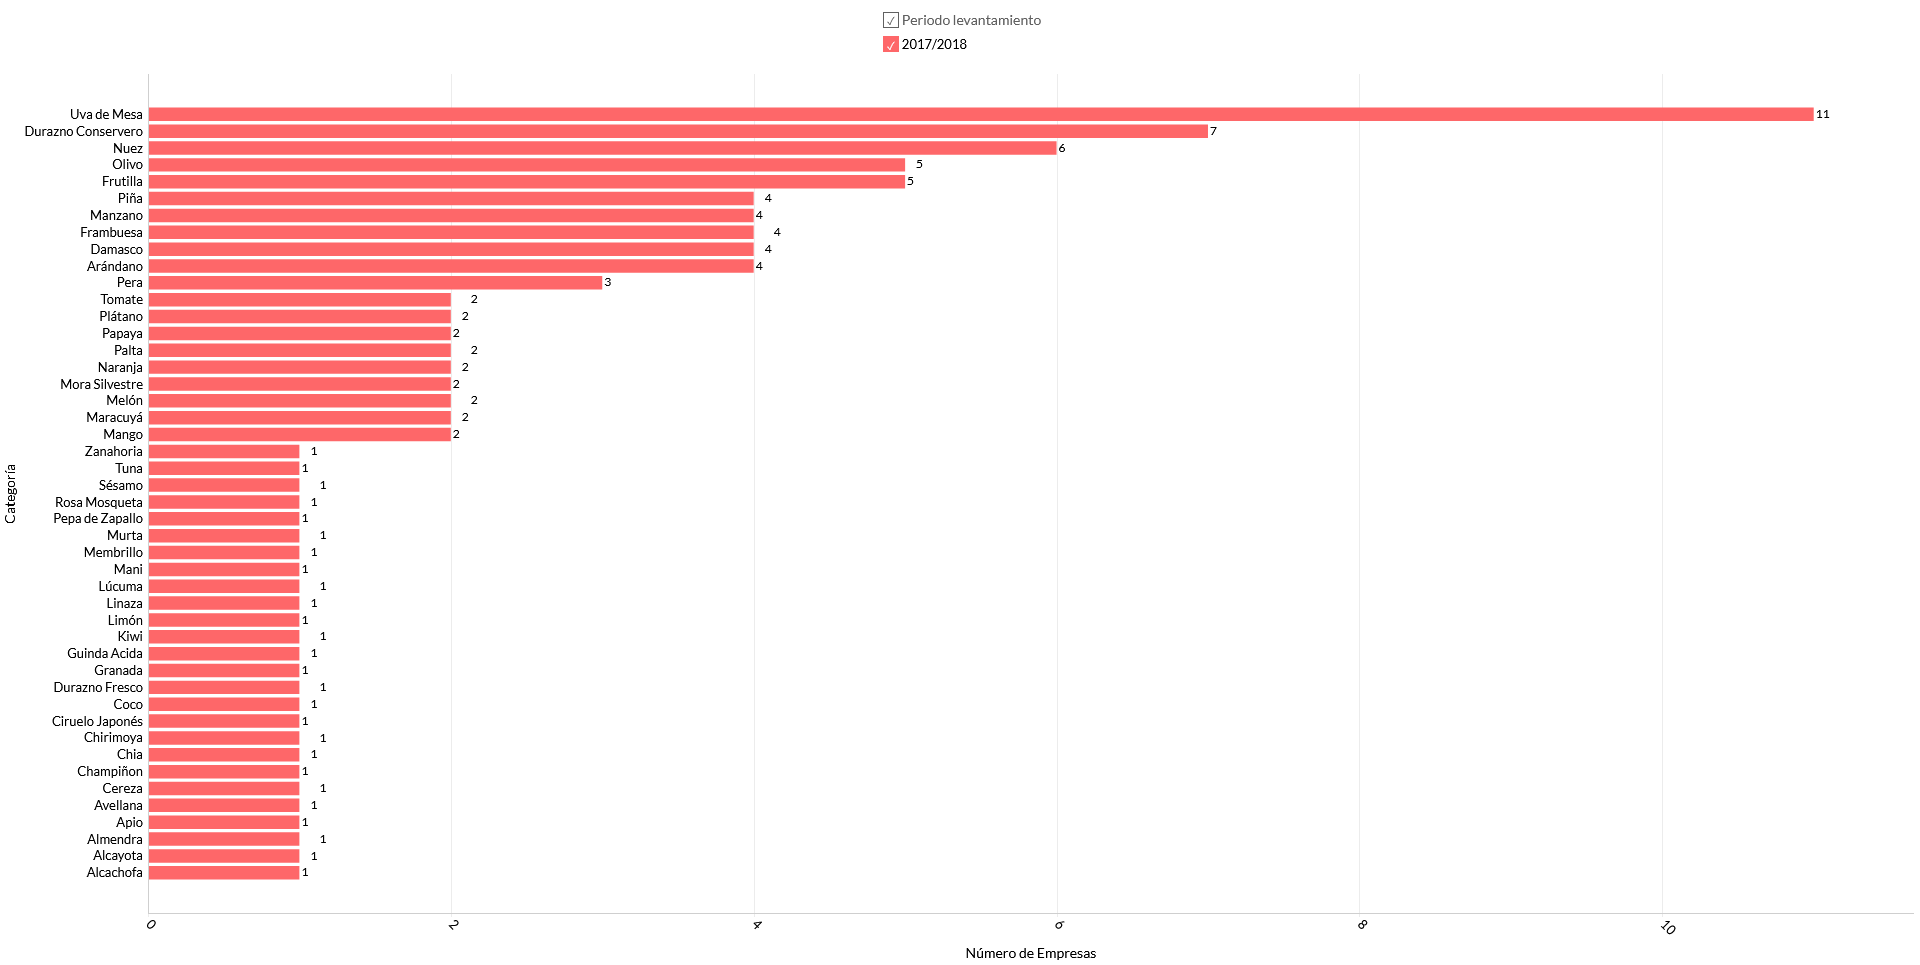 Periodo levantamiento
2017/2018
Uva de Mesa 11
Durazno Conservero 7
Nuez 6
Olivo 5
Frutilla 5
Piña 4
Manzano 4
Frambuesa 4
Damasco 4
Arándano 4
Pera 3
Tomate 2
Plátano 2
Papaya 2
Palta 2
Naranja 2
Mora Silvestre 2
Melón 2
Maracuyá 2
Mango 2
Zanahoria 1
Tuna 1
Sésamo 1
Rosa Mosqueta 1
Pepa de Zapallo 1
Murta 1
Membrillo 1
Mani 1
Lúcuma 1
Linaza 1
Limón 1
Kiwi 1
Guinda Acida 1
Granada 1
Durazno Fresco 1
Coco 1
Ciruelo Japonés 1
Chirimoya 1
Chia 1
Champiñon 1
Cereza 1
Avellana 1
Apio 1
Almendra 1
Alcayota 1
Alcachofa 1
Categoría
0 2 4 6 8 10
Número de Empresas